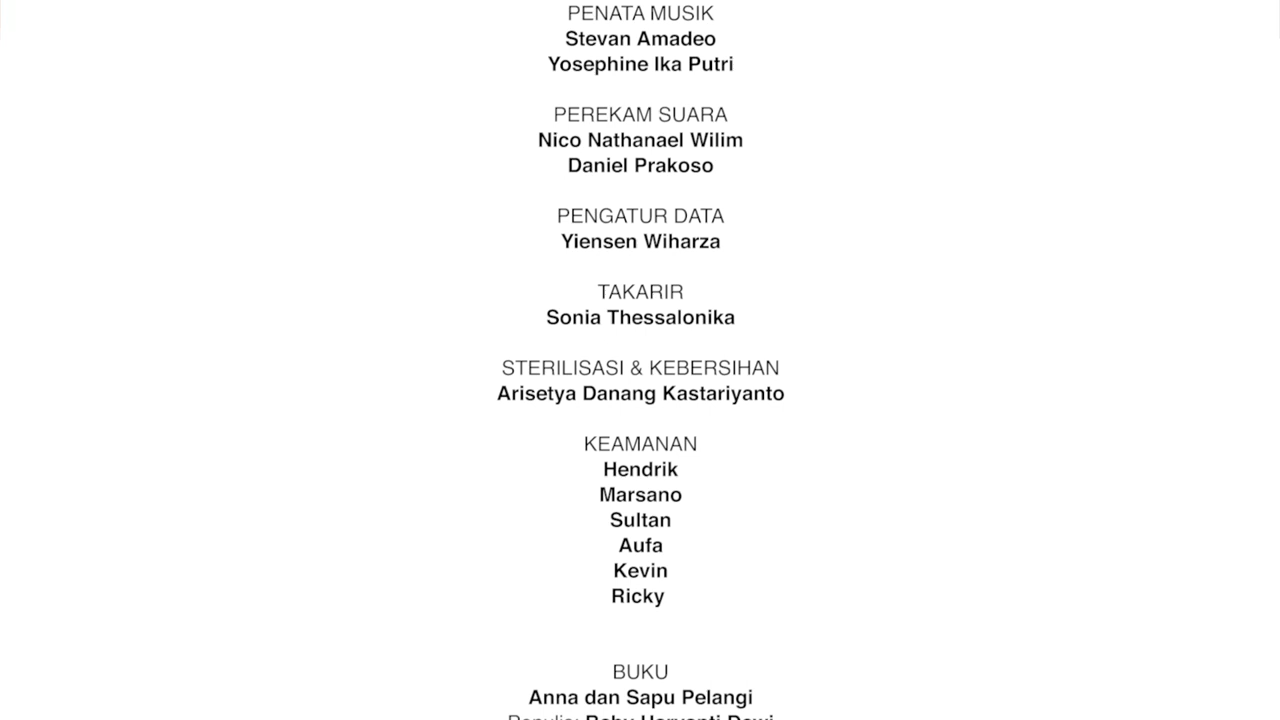 PENATA MUSIK
Stevan Amadeo
Yosephine Ika Putri
PEREKAM SUARA
Nico Nathanael Wilim
Daniel Prakoso
PENGATUR DATA
Yiensen Wiharza
TAKARIR
Sonia Thessalonika
STERILISASI & KEBERSIHAN
Arisetya Danang Kastariyanto
KEAMANAN
Hendrik
Marsano
Sultan
Aufa
Kevin
Ricky
BUKU
Anna dan Sapu Pelangi